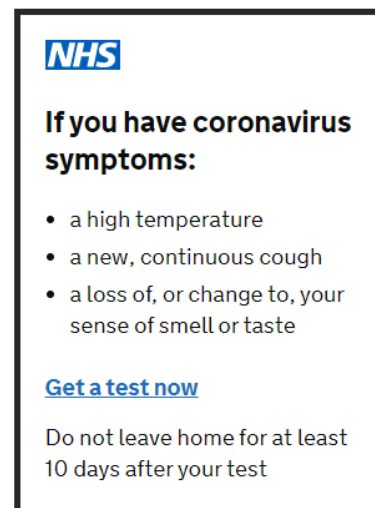 NHS
If you have coronavirus
symptoms:
• a high temperature
• a new, continuous cough
• a loss of, or change to, your
sense of smell or taste
Get a test now
Do not leave home for at least
10 days after your test